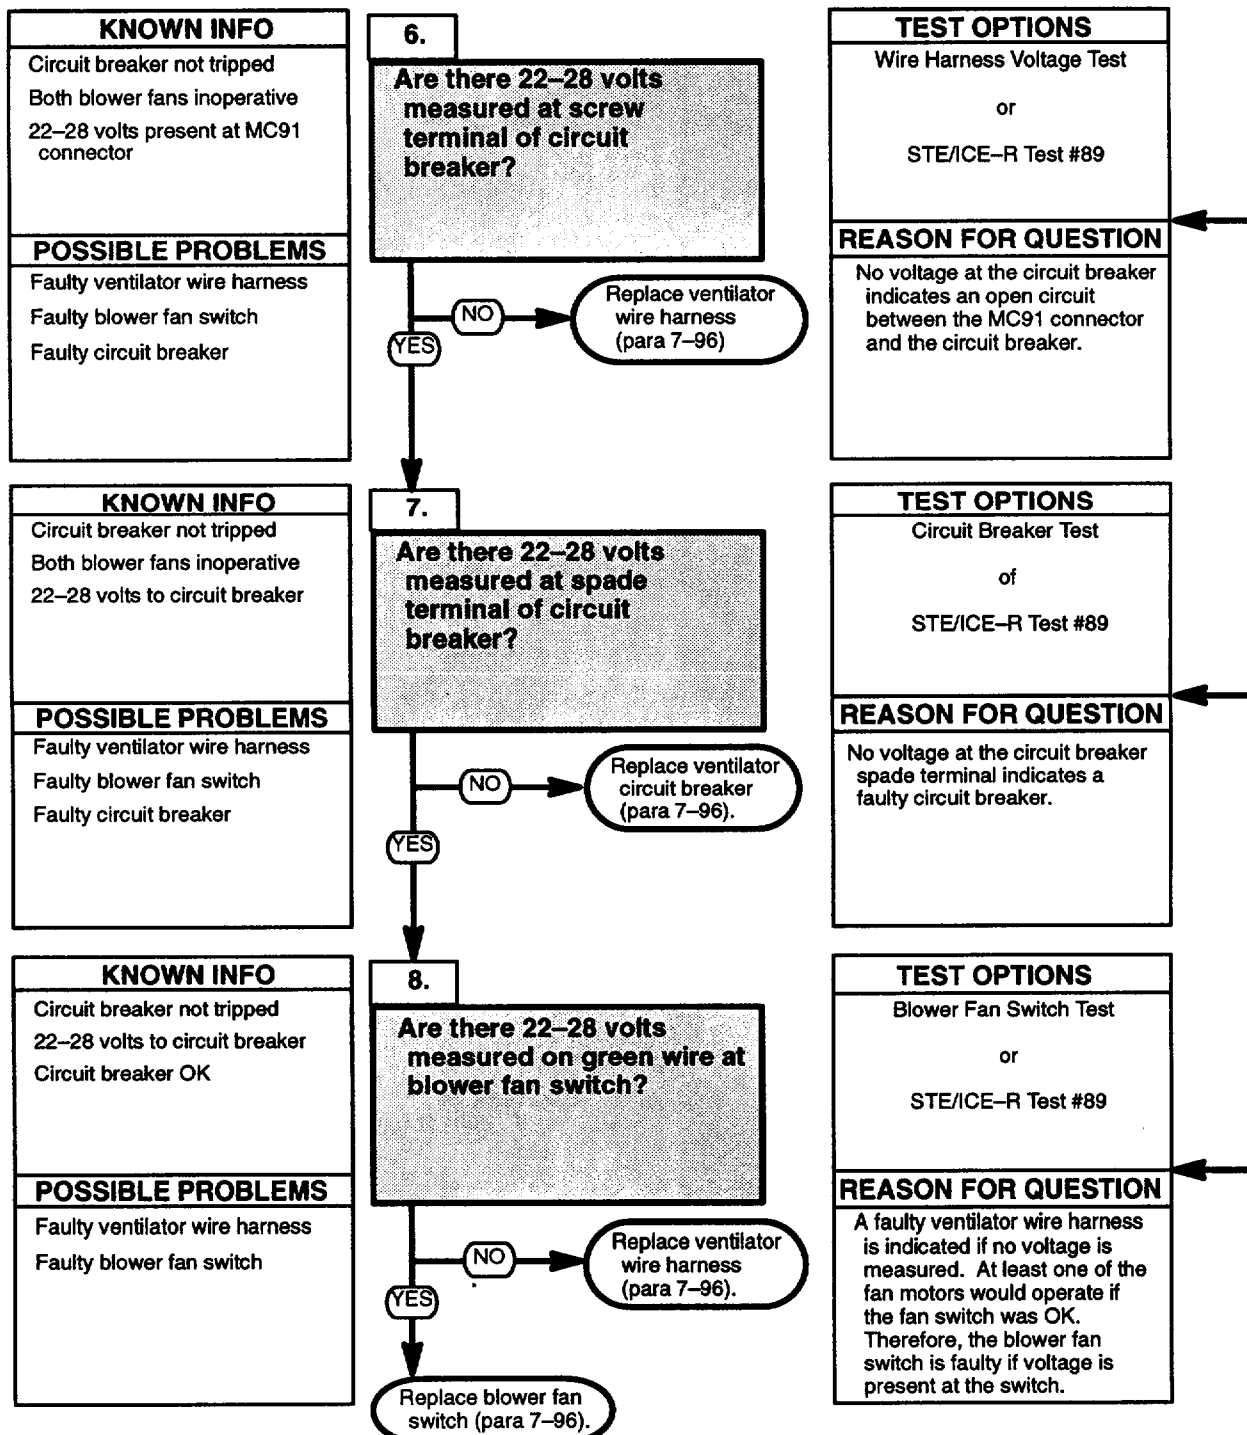 KNOWN INFO
Circuit breaker not tripped
Both blower fans inoperative
22–28 volts present at MC91
connector
POSSIBLE PROBLEMS
Faulty ventilator wire harness
Faulty blower fan switch
Faulty circuit breaker
6.
Are there 22–28 volts
measured at screw
terminal of circuit
breaker?
NO
Replace ventilator
wire harness
(para 7–96)
YES
TEST OPTIONS
Wire Harness Voltage Test
or
STE/ICE–R Test #89
REASON FOR QUESTION
No voltage at the circuit breaker
indicates an open circuit
between the MC91 connector
and the circuit breaker.
KNOWN INFO
Circuit breaker not tripped
Both blower fans inoperative
22–28 volts to circuit breaker
POSSIBLE PROBLEMS
Faulty ventilator wire harness
Faulty blower fan switch
Faulty circuit breaker
7.
Are there 22–28 volts
measured at spade
terminal of circuit
breaker?
NO
Replace ventilator
circuit breaker
(para 7–96).
YES
TEST OPTIONS
Circuit Breaker Test
of
STE/ICE–R Test #89
REASON FOR QUESTION
No voltage at the circuit breaker
spade terminal indicates a
faulty circuit breaker.
KNOWN INFO
Circuit breaker not tripped
22–28 volts to circuit breaker
Circuit breaker OK
POSSIBLE PROBLEMS
Faulty ventilator wire harness
Faulty blower fan switch
8.
Are there 22–28 volts
measured on green wire at
blower fan switch?
NO
Replace ventilator
wire harness
(para 7–96).
YES
Replace blower fan
switch (para 7–96).
TEST OPTIONS
Blower Fan Switch Test
or
STE/ICE–R Test #89
REASON FOR QUESTION
A faulty ventilator wire harness
is indicated if no voltage is
measured. At least one of the
fan motors would operate if
the fan switch was OK.
Therefore, the blower fan
switch is faulty if voltage is
present at the switch.